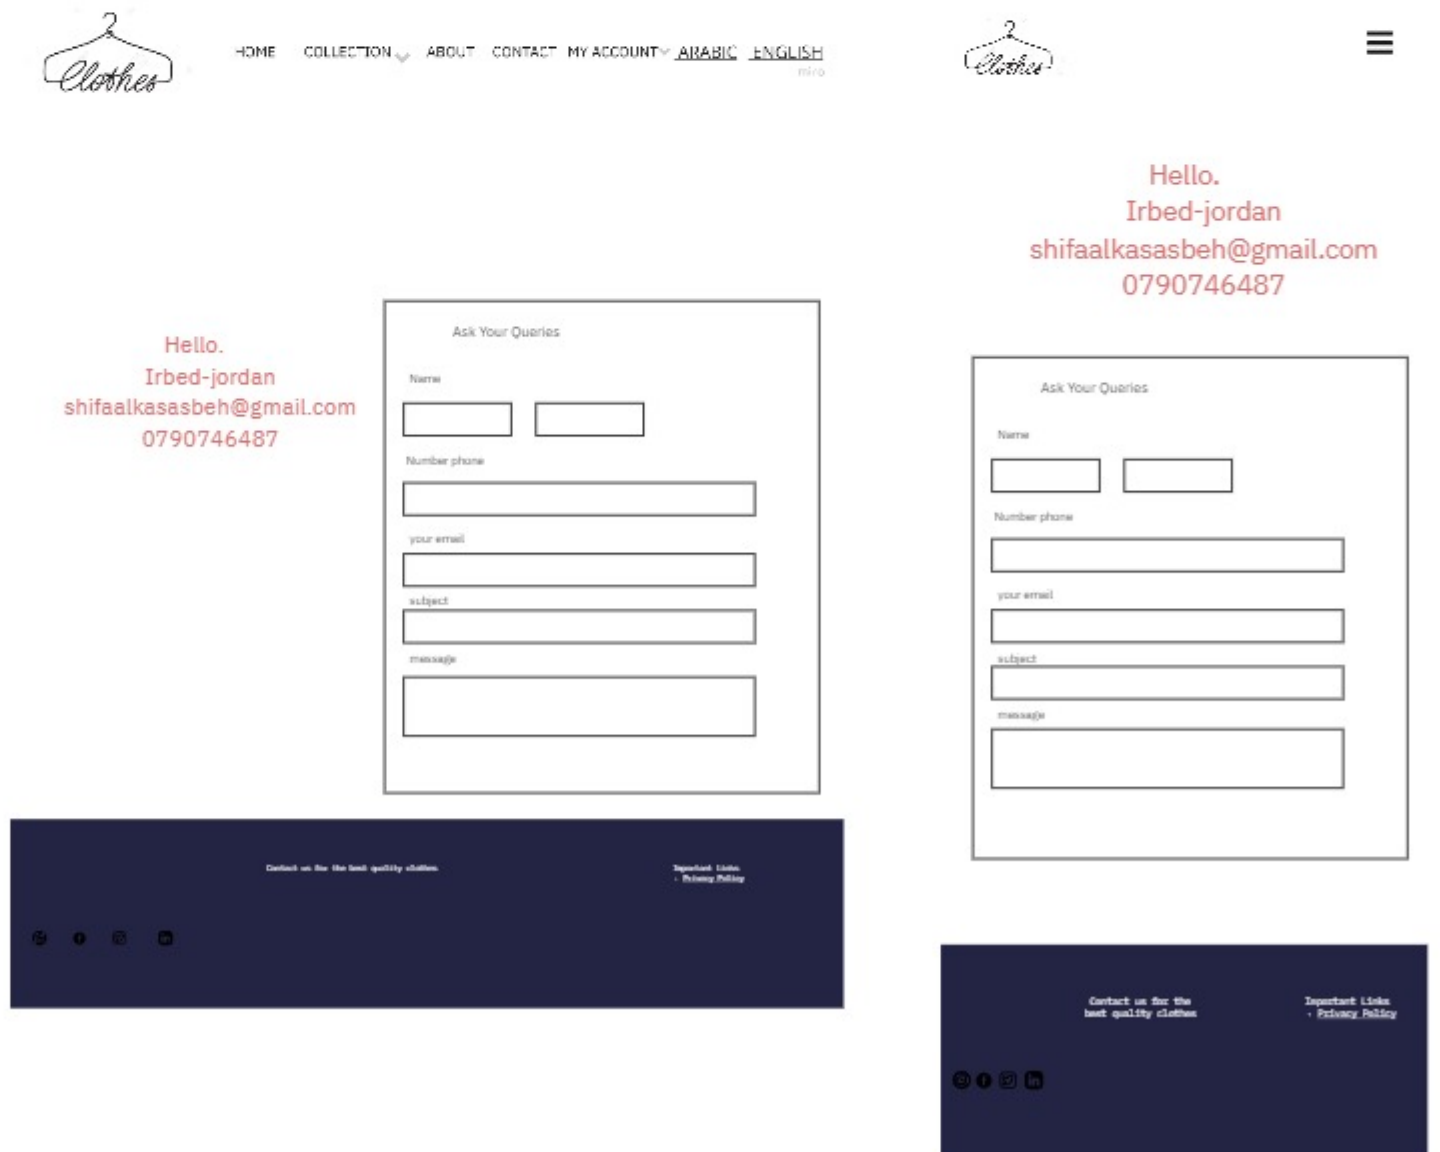 Clothes
HOME COLLECTION ABOUT CONTACT MY ACCOUNT ARABIC ENGLISH
miro
Hello.
Irbed-jordan
shifaalkasasbeh@gmail.com
0790746487
Ask Your Queries
Name
Number phone
your email
subject
message
Contact us for the best quality clothes
Important Links
- Privacy Policy
Clothes
Hello.
Irbed-jordan
shifaalkasasbeh@gmail.com
0790746487
Ask Your Queries
Name
Number phone
your email
subject
message
Contact us for the
best quality clothes
Important Links
- Privacy Policy